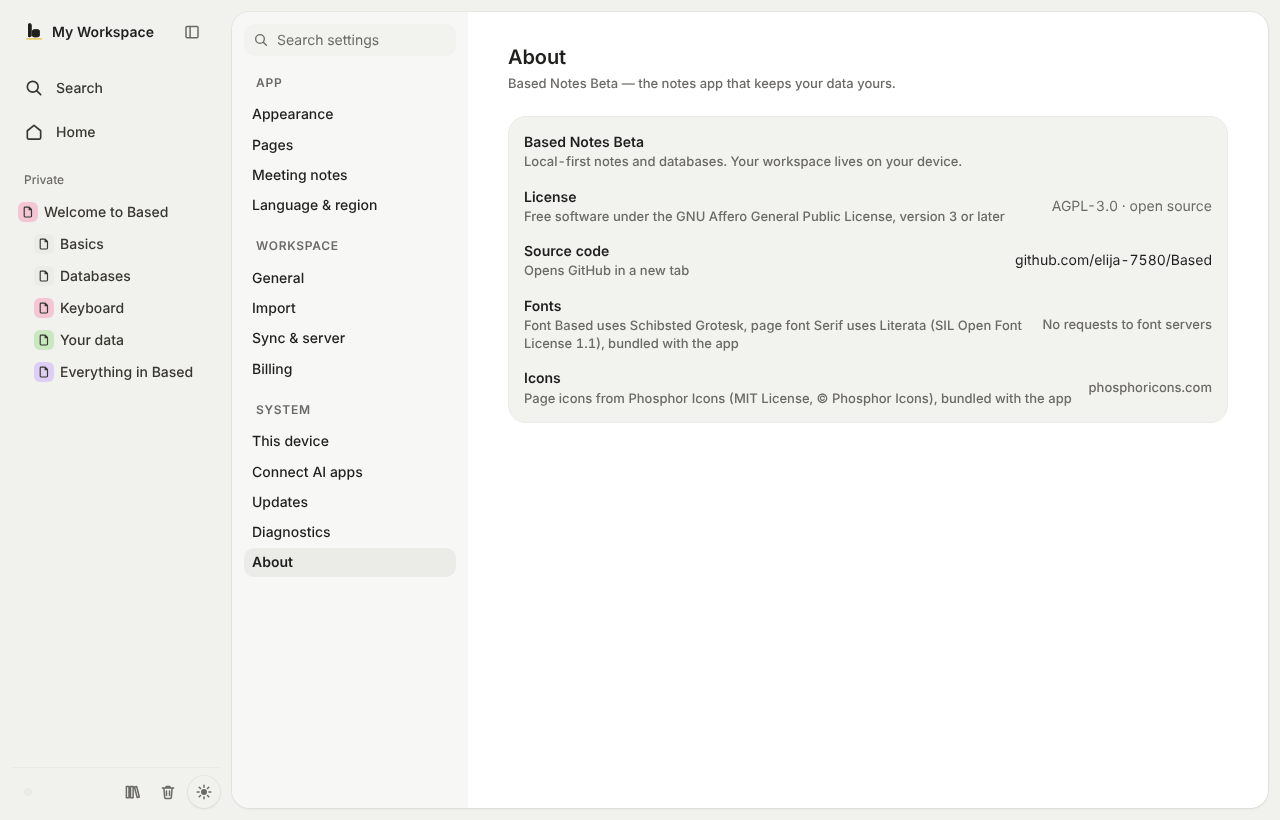 My Workspace
Search
Home
Private
Welcome to Based
Basics
Databases
Keyboard
Your data
Everything in Based
Search settings
APP
Appearance
Pages
Meeting notes
Language & region
WORKSPACE
General
Import
Sync & server
Billing
SYSTEM
This device
Connect AI apps
Updates
Diagnostics
About
About
Based Notes Beta — the notes app that keeps your data yours.
Based Notes Beta
Local-first notes and databases. Your workspace lives on your device.
License
Free software under the GNU Affero General Public License, version 3 or later
AGPL-3.0 · open source
Source code
Opens GitHub in a new tab
github.com/elija-7580/Based
Fonts
Font Based uses Schibsted Grotesk, page font Serif uses Literata (SIL Open Font
License 1.1), bundled with the app
No requests to font servers
Icons
Page icons from Phosphor Icons (MIT License, © Phosphor Icons), bundled with the app
phosphoricons.com